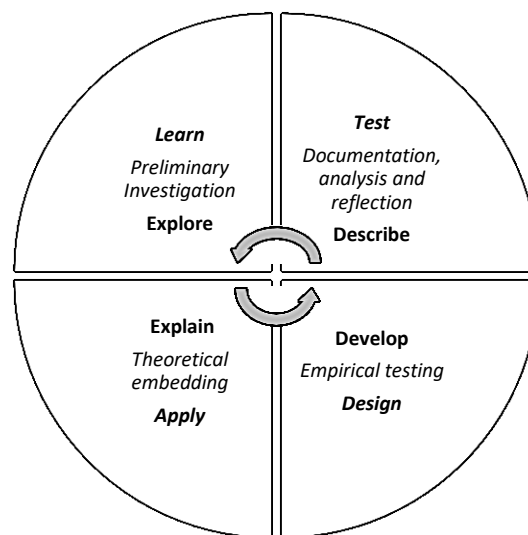 Learn
Preliminary
Investigation
Explore
Test
Documentation,
analysis and
reflection
Describe
Explain
Theoretical
embedding
Apply
Develop
Empirical testing
Design